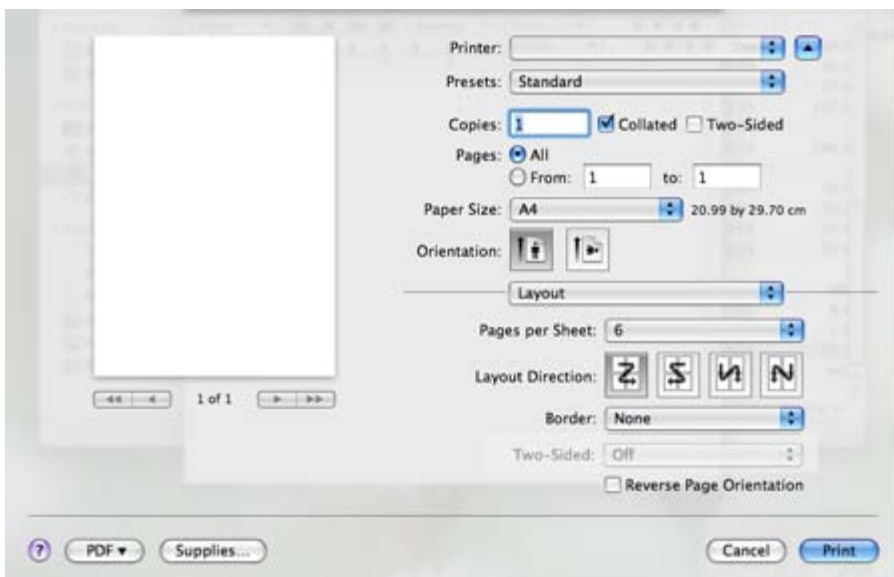 Printer:
Presets: Standard
Copies: 1 Collated Two-Sided
Pages: All
From: 1 to: 1
Paper Size: A4 20.99 by 29.70 cm
Orientation:
Layout
Pages per Sheet: 6
Layout Direction:
1 of 1
Border: None
Two-Sided: Off
Reverse Page Orientation
? PDF Supplies... Cancel Print